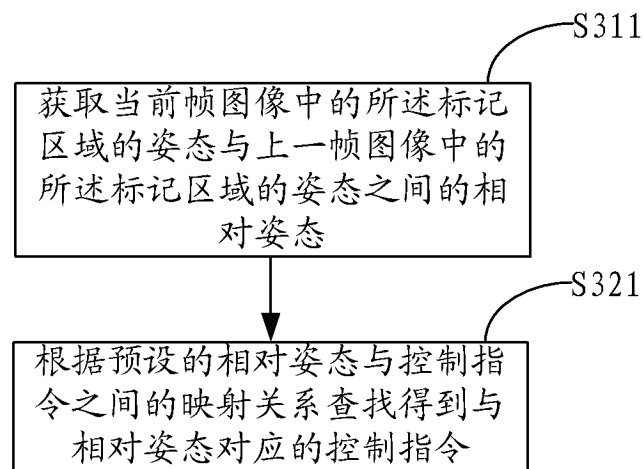 S311
获取当前帧图像中的所述标记
区域的姿态与上一帧图像中的
所述标记区域的姿态之间的相
对姿态
S321
根据预设的相对姿态与控制指
令之间的映射关系查找得到与
相对姿态对应的控制指令